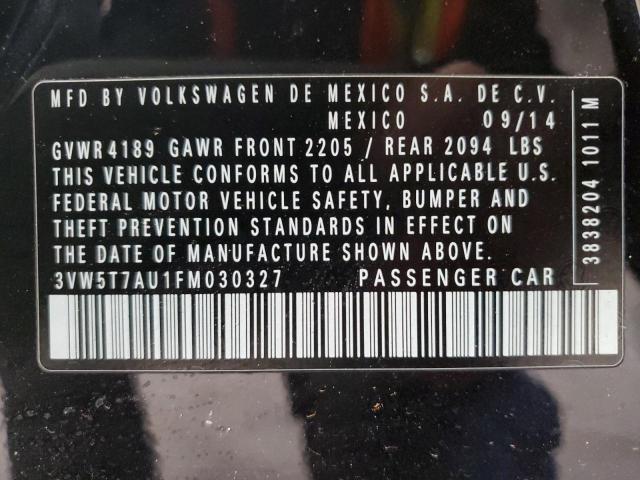 MFD BY VOLKSWAGEN DE MEXICO S.A. DE C.V.
MEXICO 09/14
GVWR 4189 GAWR FRONT 2205 / REAR 2094 LBS
THIS VEHICLE CONFORMS TO ALL APPLICABLE U.S.
FEDERAL MOTOR VEHICLE SAFETY, BUMPER AND
THEFT PREVENTION STANDARDS IN EFFECT ON
THE DATE OF MANUFACTURE SHOWN ABOVE.
3VW5T7AU1FM030327 PASSENGER CAR
3838204 1011 M